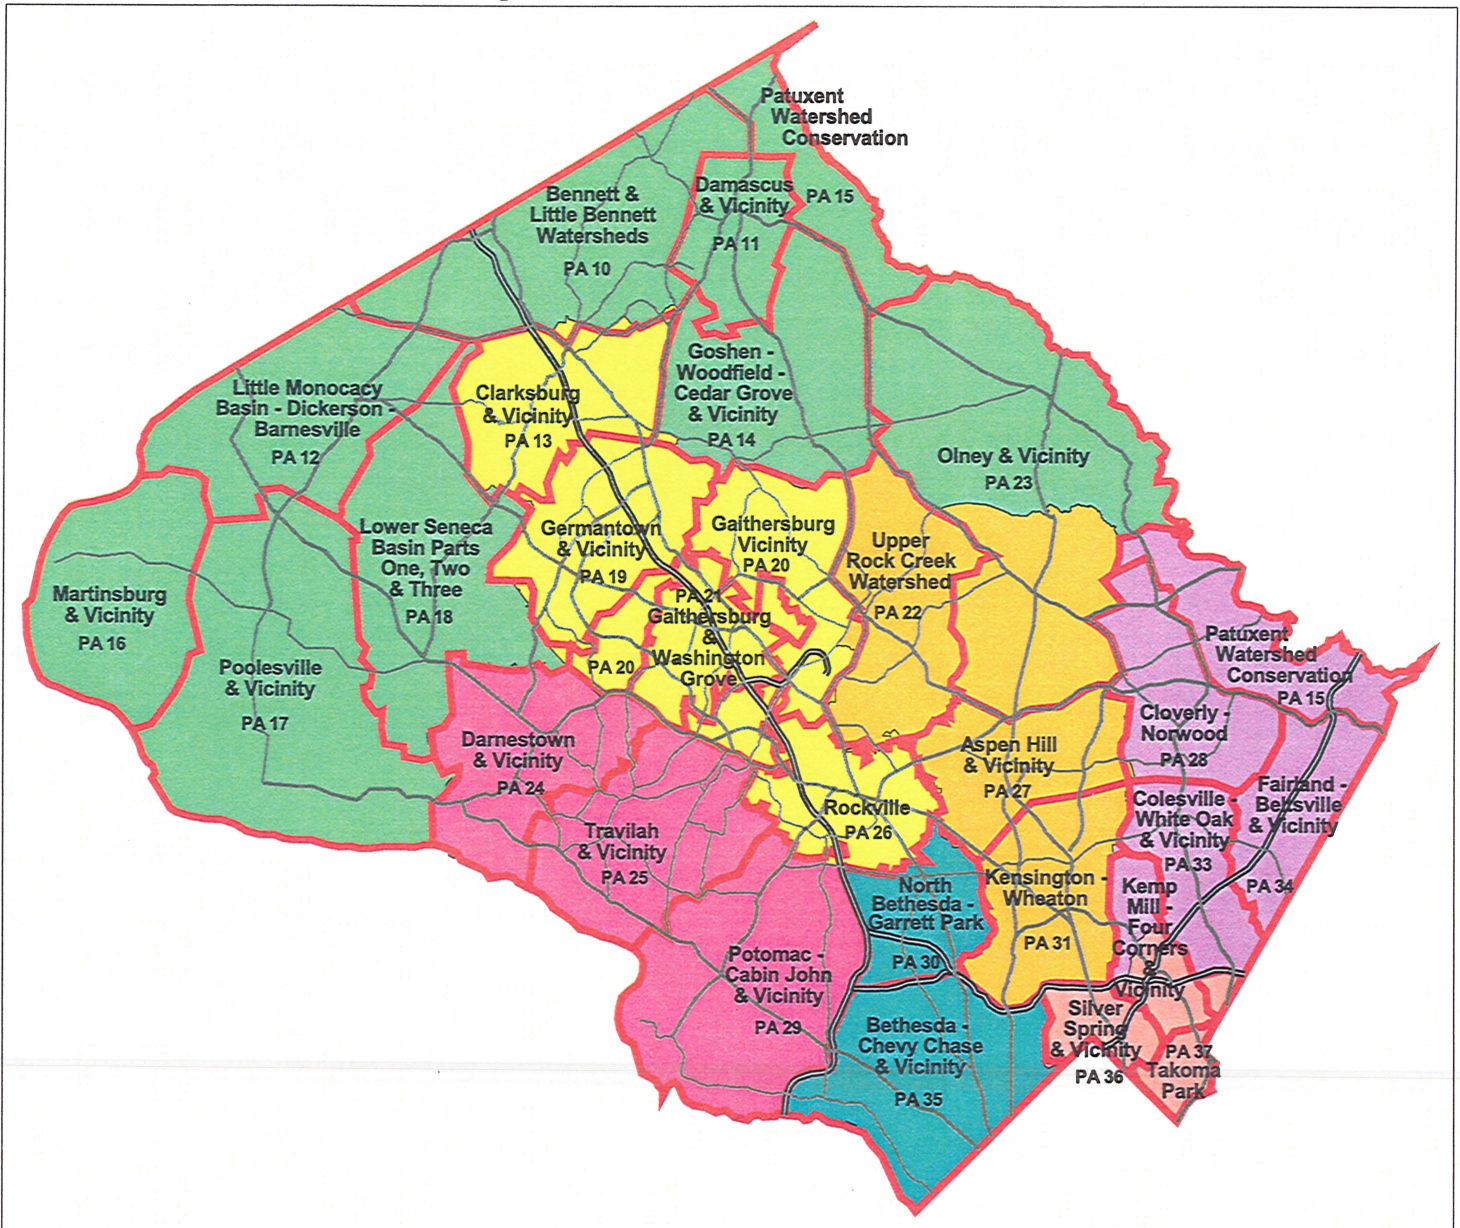 Patuxent
Watershed
Conservation
PA 15
Damascus
& Vicinity
PA 11
Bennett &
Little Bennett
Watersheds
PA 10
Goshen -
Woodfield -
Cedar Grove
& Vicinity
PA 14
Clarksburg
& Vicinity
PA 13
Little Monocacy
Basin - Dickerson -
Barnesville
PA 12
Olney & Vicinity
PA 23
Lower Seneca
Basin Parts
One, Two
& Three
PA 18
Germantown
& Vicinity
PA 19
Gaithersburg
Vicinity
PA 20
Upper
Rock Creek
Watershed
PA 22
Martinsburg
& Vicinity
PA 16
PA 21
Gaithersburg
&
Washington
Grove
PA 20
Poolesville
& Vicinity
PA 17
Patuxent
Watershed
Conservation
PA 15
Cloverly -
Norwood
PA 28
Darnestown
& Vicinity
PA 24
Aspen Hill
& Vicinity
PA 27
Fairland -
Beltsville
& Vicinity
PA 34
Colesville -
White Oak
& Vicinity
PA 33
Rockville
PA 26
Travilah
& Vicinity
PA 25
Kensington -
Wheaton
PA 31
Kemp
Mill -
Four
Corners
&
Vicinity
North
Bethesda -
Garrett Park
PA 30
Potomac -
Cabin John
& Vicinity
PA 29
Bethesda -
Chevy Chase
& Vicinity
PA 35
Silver
Spring
& Vicinity
PA 36
PA 37
Takoma
Park